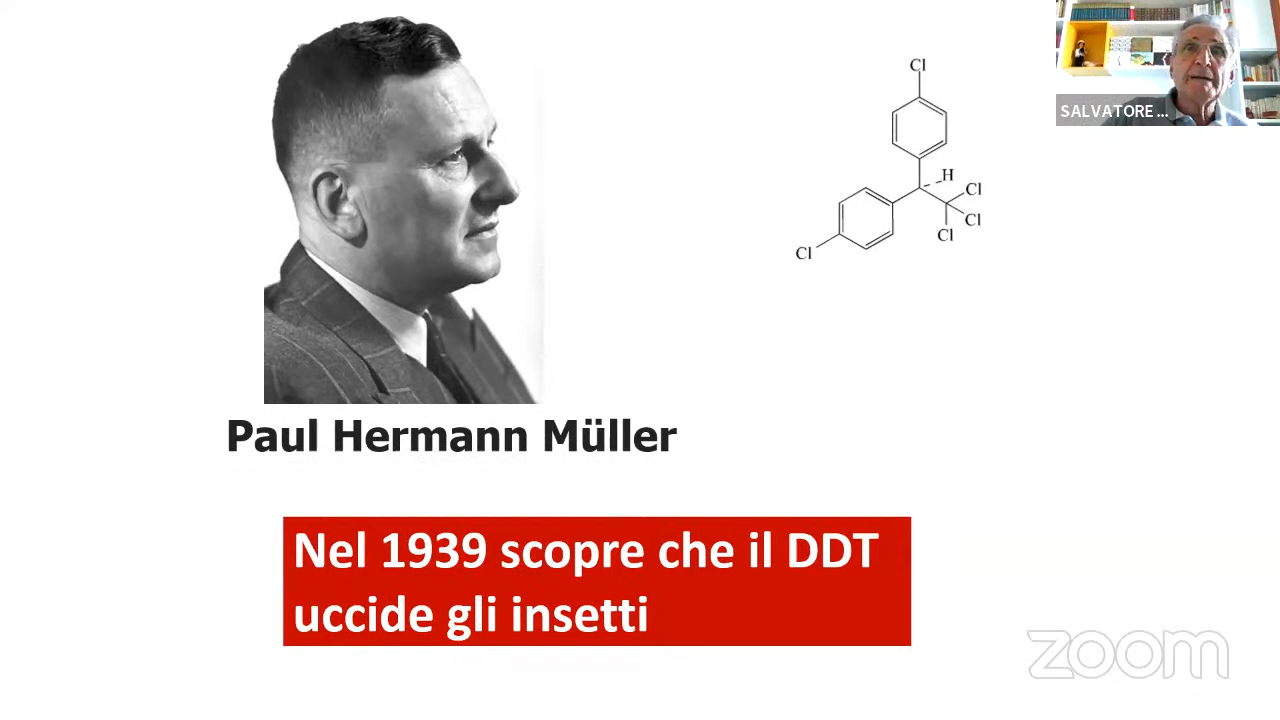 Cl
H
Cl
Cl
Cl
Cl
SALVATORE ...
Paul Hermann Müller
Nel 1939 scopre che il DDT
uccide gli insetti
zoom